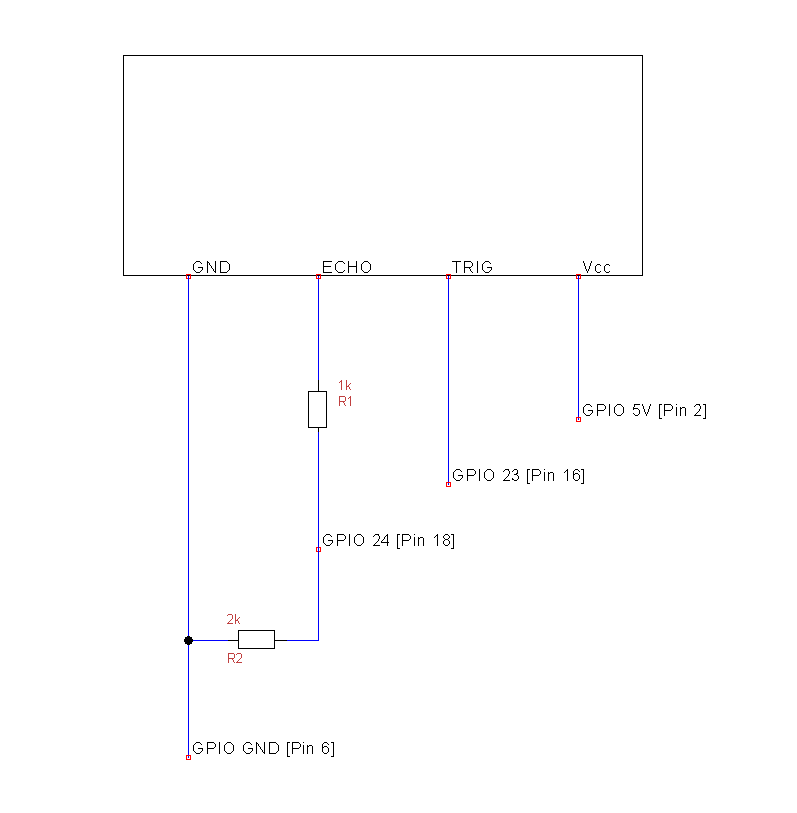 GND
ECHO
TRIG
Vcc
1k
R1
GPIO 5V [Pin 2]
GPIO 23 [Pin 16]
GPIO 24 [Pin 18]
2k
R2
GPIO GND [Pin 6]